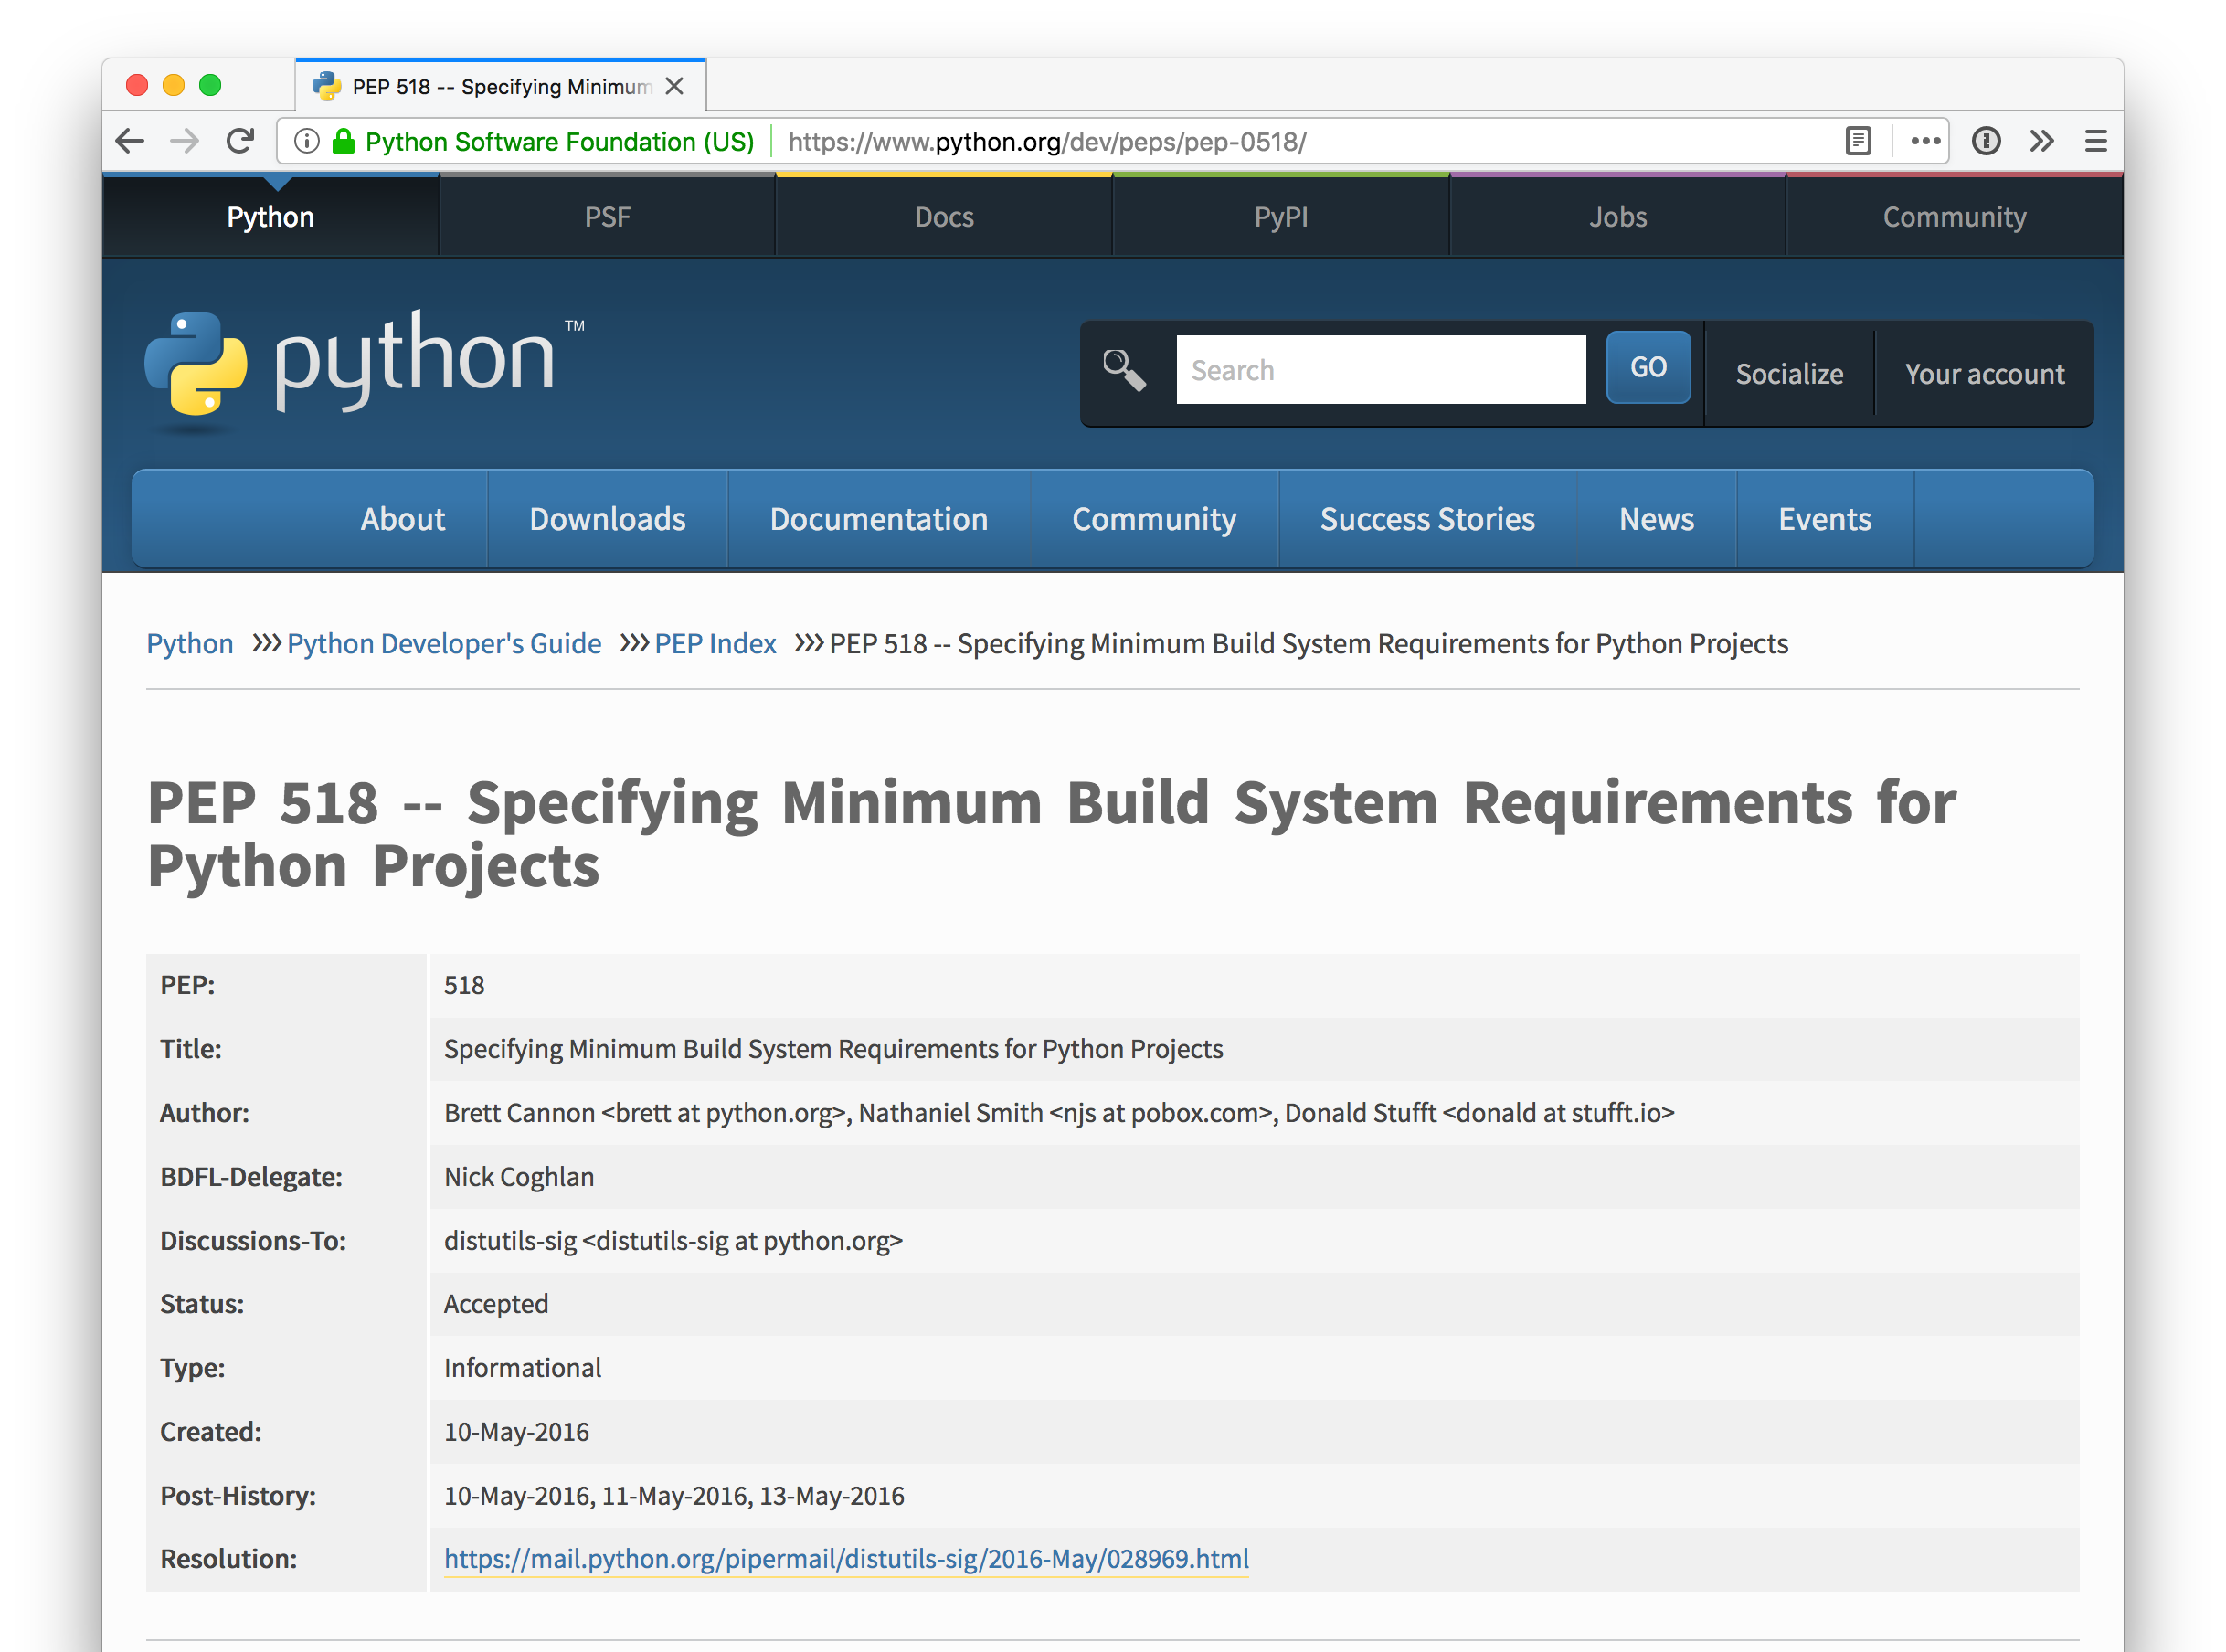 PEP 518 -- Specifying Minimum
Python Software Foundation (US) https://www.python.org/dev/peps/pep-0518/
Python PSF Docs PyPI Jobs Community
python™ Search GO Socialize Your account
About Downloads Documentation Community Success Stories News Events
Python >>> Python Developer's Guide >>> PEP Index >>> PEP 518 -- Specifying Minimum Build System Requirements for Python Projects
PEP 518 -- Specifying Minimum Build System Requirements for
Python Projects
PEP: 518
Title: Specifying Minimum Build System Requirements for Python Projects
Author: Brett Cannon <brett at python.org>, Nathaniel Smith <njs at pobox.com>, Donald Stufft <donald at stufft.io>
BDFL-Delegate: Nick Coghlan
Discussions-To: distutils-sig <distutils-sig at python.org>
Status: Accepted
Type: Informational
Created: 10-May-2016
Post-History: 10-May-2016, 11-May-2016, 13-May-2016
Resolution: https://mail.python.org/pipermail/distutils-sig/2016-May/028969.html